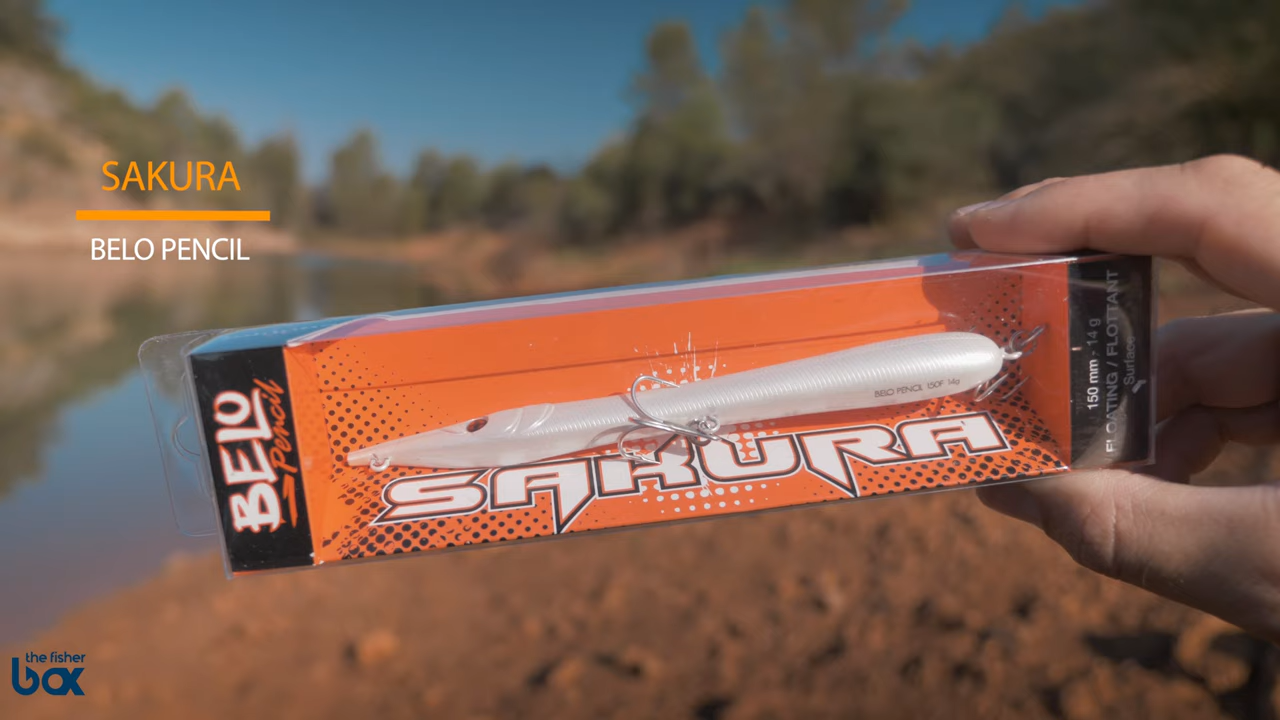 SAKURA
BELO PENCIL
BELO
Pencil
SAKURA
BELO PENCIL 150F 14g
150 mm - 14 g
FLOATING / FLOTTANT
Surface
the fisher
box